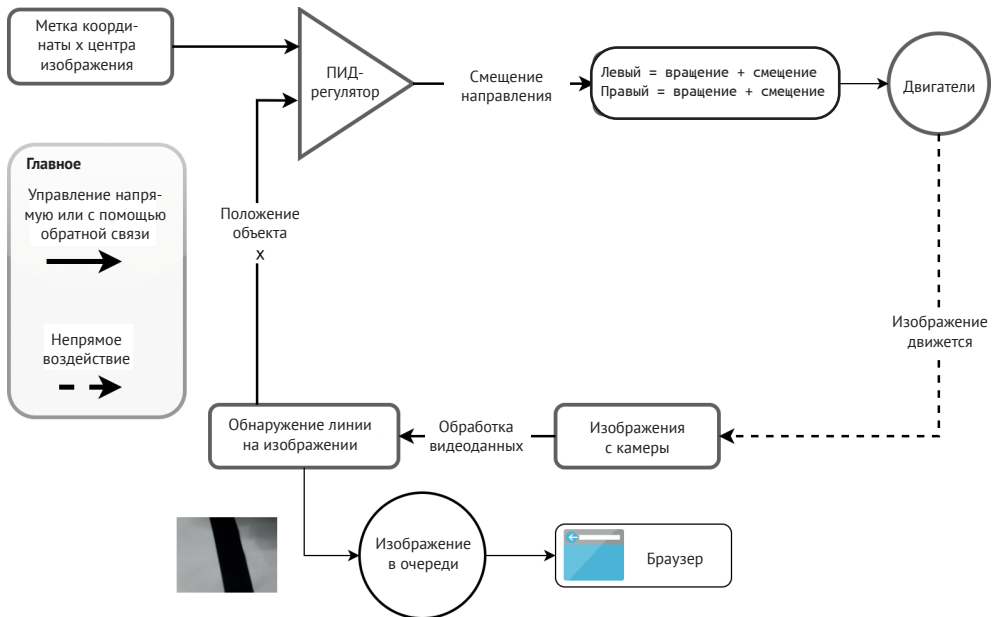 Метка коорди-
наты x центра
изображения
ПИД-
регулятор
Смещение
направления
Левый = вращение + смещение
Правый = вращение + смещение
Двигатели
Главное
Управление напря-
мую или с помощью
обратной связи
Непрямое
воздействие
Положение
объекта
x
Изображение
движется
Обнаружение линии
на изображении
Обработка
видеоданных
Изображения
с камеры
Изображение
в очереди
Браузер